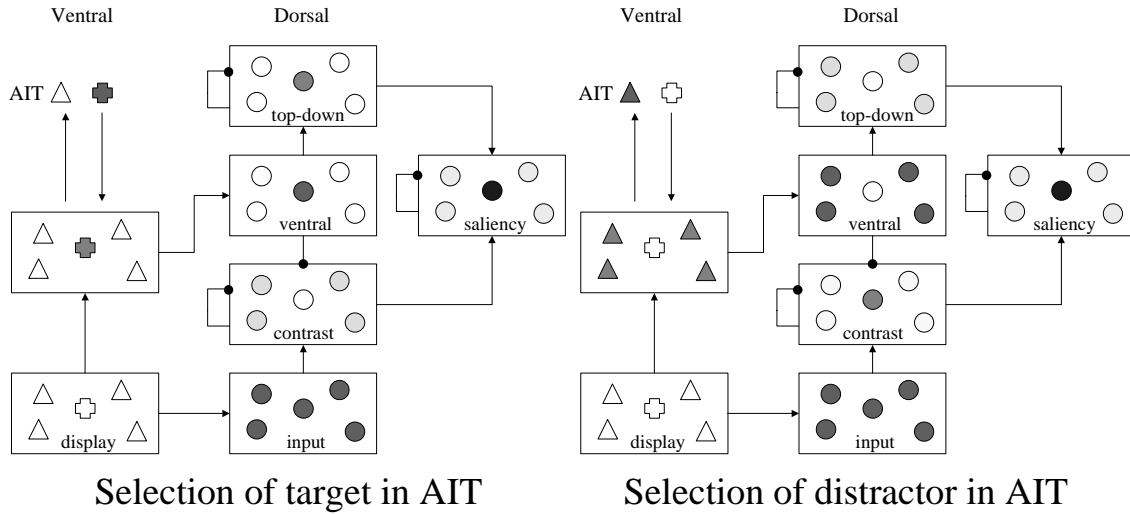 Ventral Dorsal
AIT
top-down
ventral
saliency
contrast
display
input
Selection of target in AIT
Ventral Dorsal
AIT
top-down
ventral
saliency
contrast
display
input
Selection of distractor in AIT